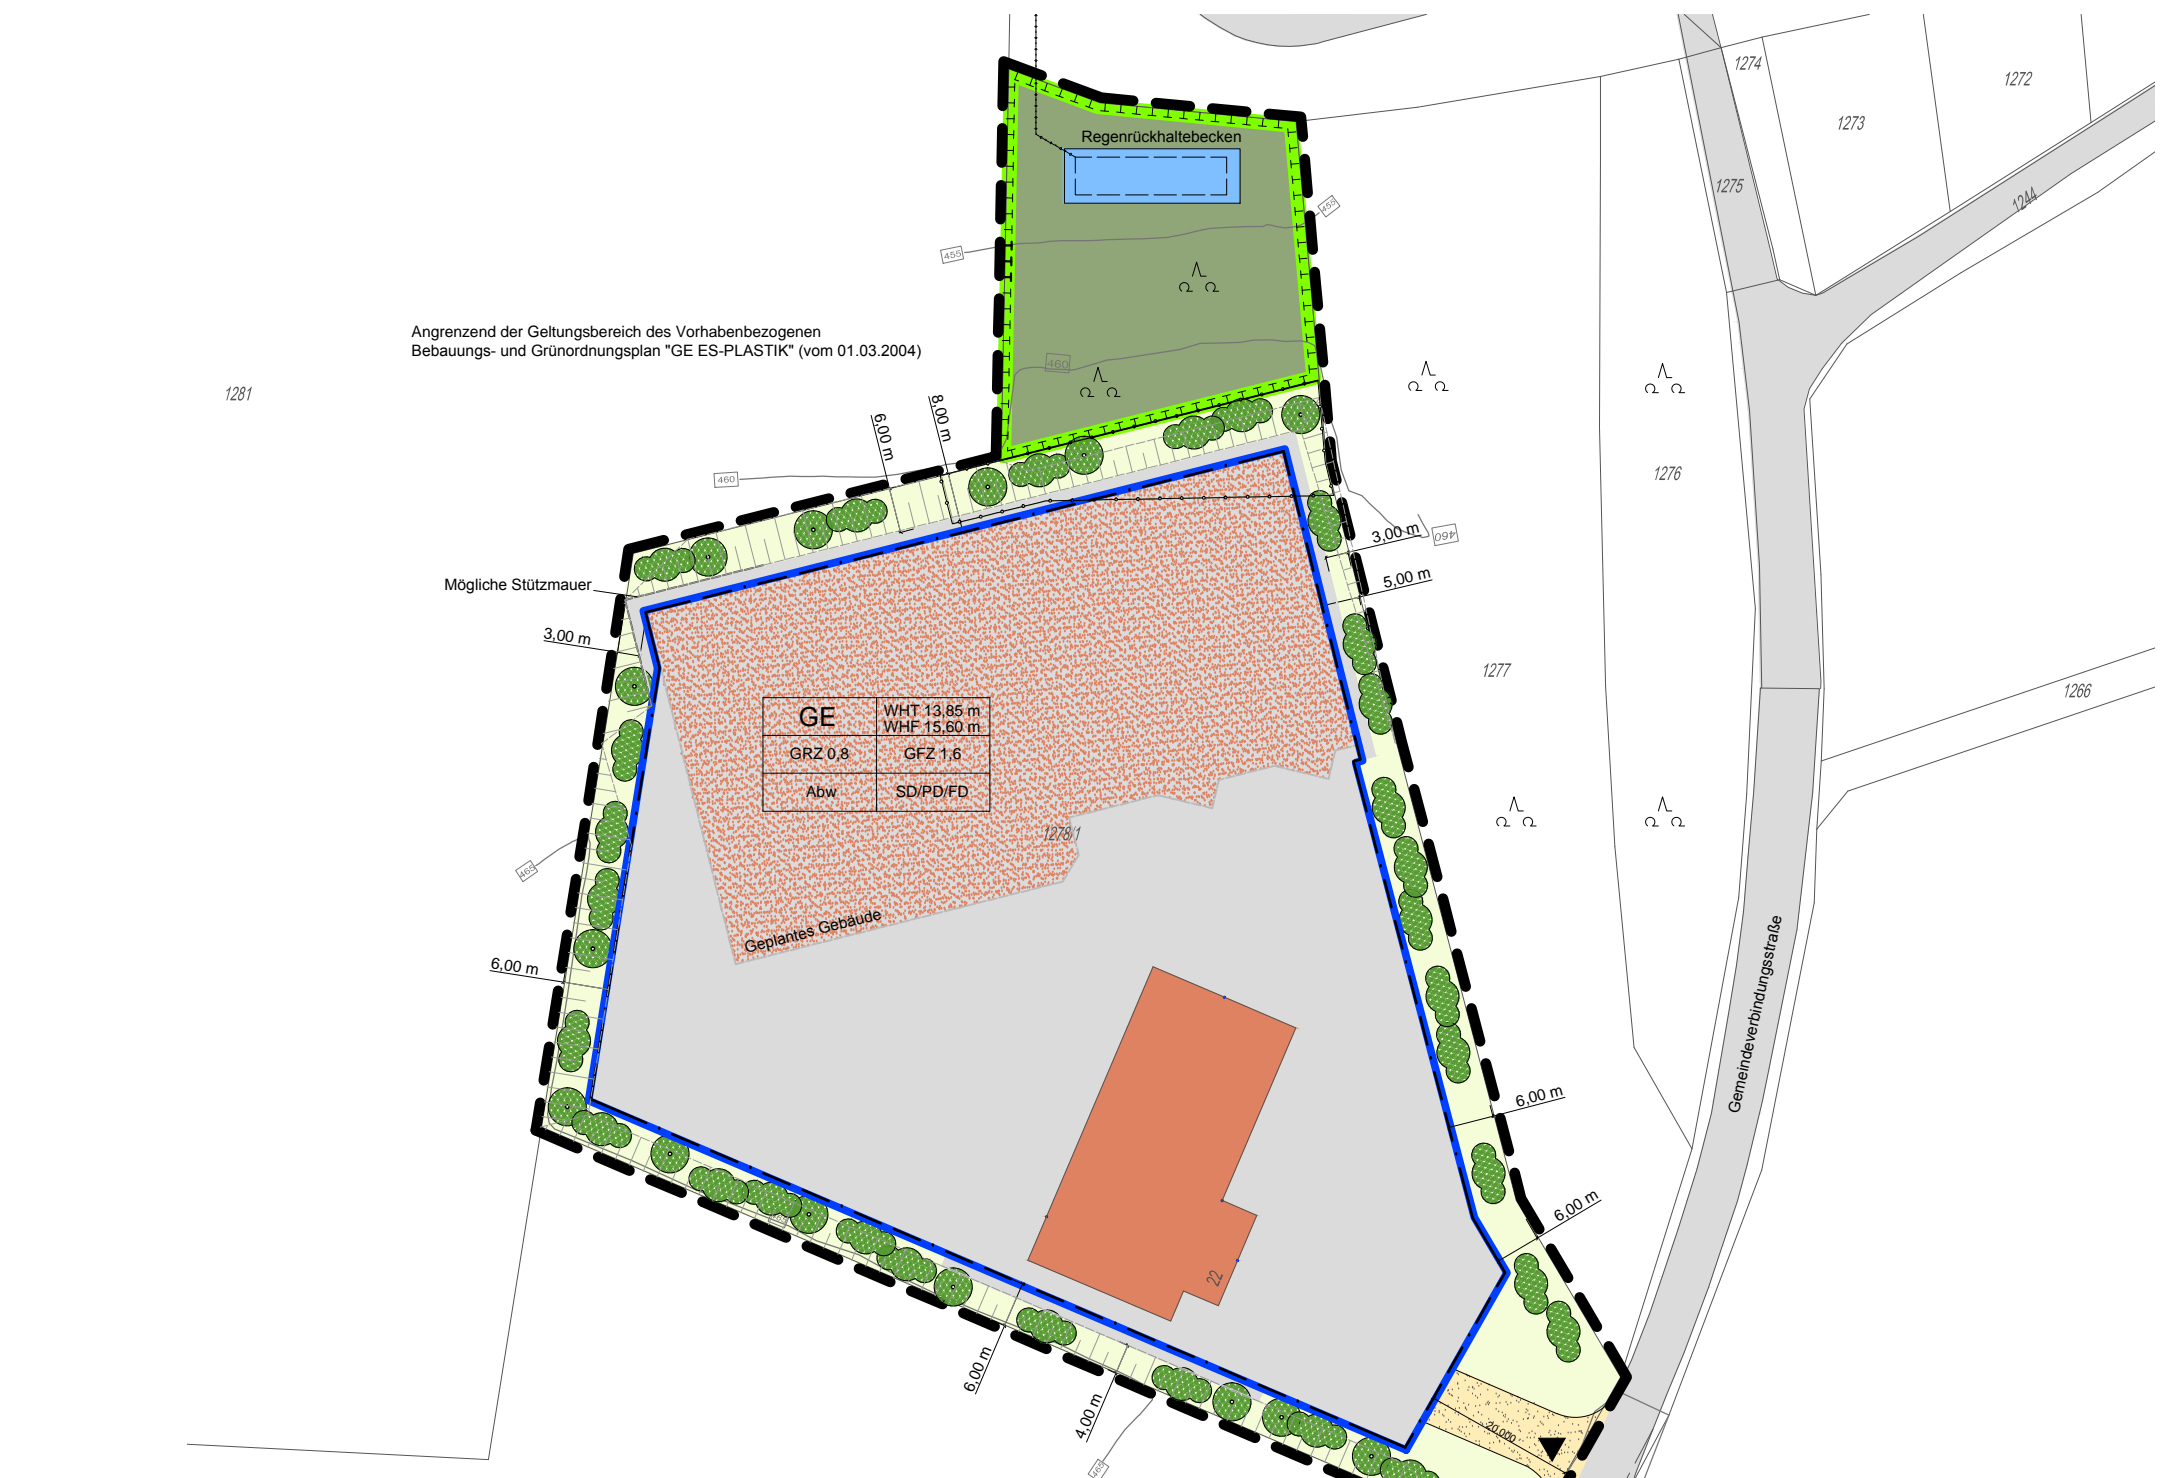 1274
1272
1273
Regenrückhaltebecken
1275
1244
455
455
Angrenzend der Geltungsbereich des Vorhabenbezogenen
Bebauungs- und Grünordnungsplan "GE ES-PLASTIK" (vom 01.03.2004)
460
1281
6,00 m
8,00 m
1276
460
3,00 m
460
5,00 m
Mögliche Stützmauer
3,00 m
1277
1266
GE
WHT 13,85 m
WHF 15,60 m
GRZ 0,8
GFZ 1,6
Abw
SD/PD/FD
1278/1
465
Geplantes Gebäude
6,00 m
Gemeindeverbindungsstraße
6,00 m
6,00 m
22
6,00 m
4,00 m
20,000
465